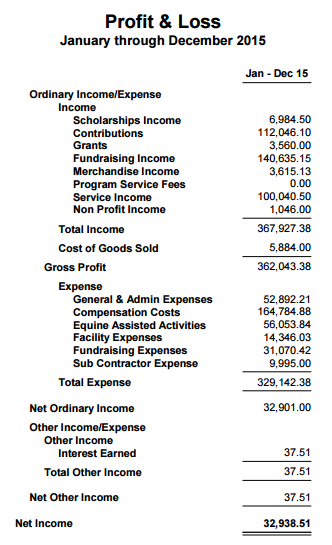 Profit & Loss
January through December 2015
Jan - Dec 15
Ordinary Income/Expense
Income
Scholarships Income 6,984.50
Contributions 112,046.10
Grants 3,560.00
Fundraising Income 140,635.15
Merchandise Income 3,615.13
Program Service Fees 0.00
Service Income 100,040.50
Non Profit Income 1,046.00
Total Income 367,927.38
Cost of Goods Sold 5,884.00
Gross Profit 362,043.38
Expense
General & Admin Expenses 52,892.21
Compensation Costs 164,784.88
Equine Assisted Activities 56,053.84
Facility Expenses 14,346.03
Fundraising Expenses 31,070.42
Sub Contractor Expense 9,995.00
Total Expense 329,142.38
Net Ordinary Income 32,901.00
Other Income/Expense
Other Income
Interest Earned 37.51
Total Other Income 37.51
Net Other Income 37.51
Net Income 32,938.51